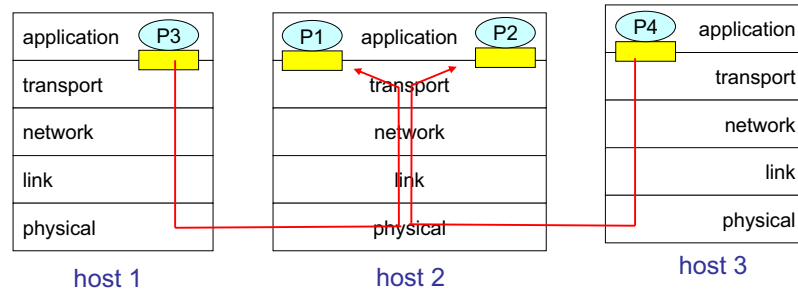 application P3
transport
network
link
physical
host 1
P1 application P2
transport
network
link
physical
host 2
P4 application
transport
network
link
physical
host 3